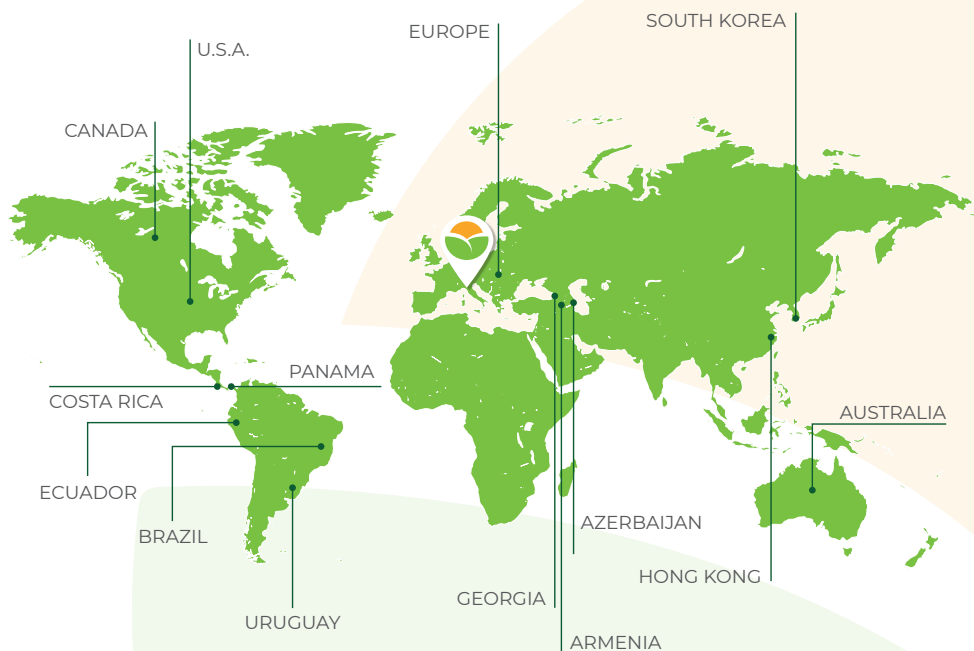 SOUTH KOREA
EUROPE
U.S.A.
CANADA
PANAMA
COSTA RICA
AUSTRALIA
ECUADOR
AZERBAIJAN
BRAZIL
HONG KONG
GEORGIA
URUGUAY
ARMENIA